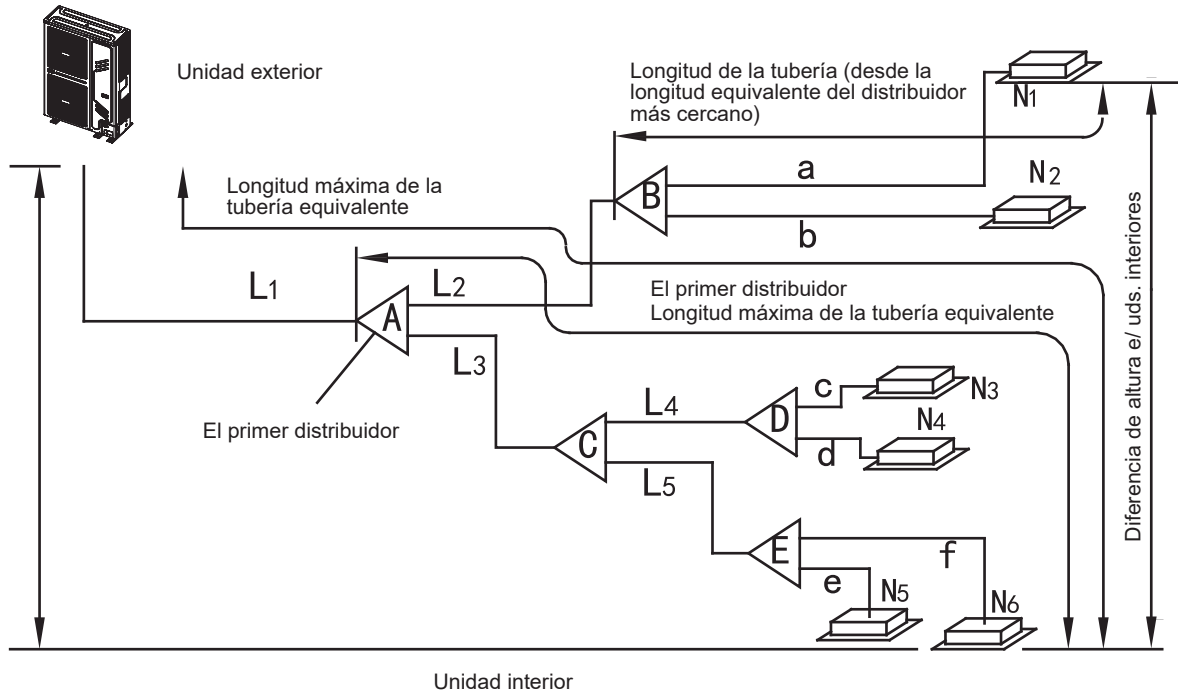 Unidad exterior
Longitud de la tubería (desde la
longitud equivalente del distribuidor
más cercano)
N1
a
N2
B
b
Longitud máxima de la
tubería equivalente
L1
L2
A
El primer distribuidor
Longitud máxima de la tubería equivalente
L3
El primer distribuidor
c
N3
L4
D
N4
d
C
L5
E
f
e
N5
N6
Diferencia de altura e/ uds. interiores
Unidad interior